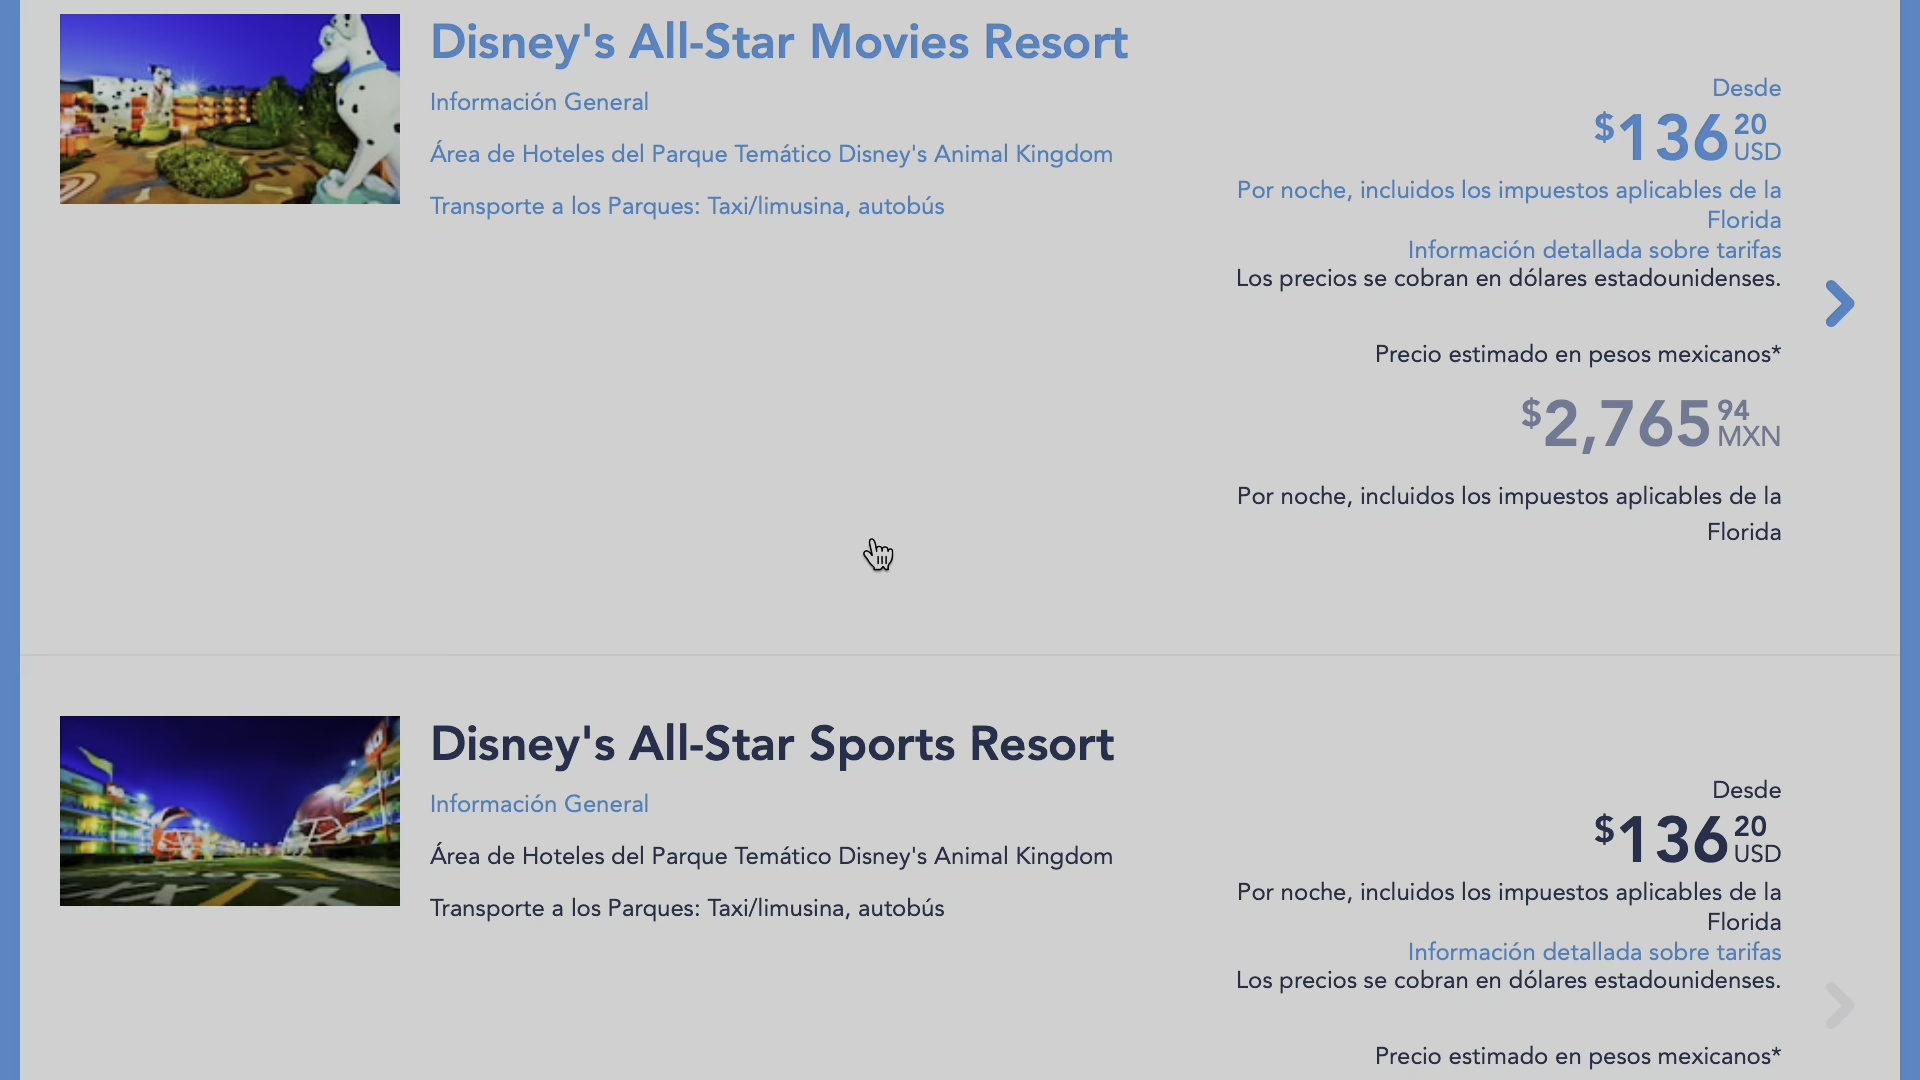 Disney's All-Star Movies Resort
Información General
Área de Hoteles del Parque Temático Disney's Animal Kingdom
Transporte a los Parques: Taxi/limusina, autobús
Desde
$136 20 USD
Por noche, incluidos los impuestos aplicables de la
Florida
Información detallada sobre tarifas
Los precios se cobran en dólares estadounidenses.
Precio estimado en pesos mexicanos*
$2,765 94 MXN
Por noche, incluidos los impuestos aplicables de la
Florida
Disney's All-Star Sports Resort
Información General
Área de Hoteles del Parque Temático Disney's Animal Kingdom
Transporte a los Parques: Taxi/limusina, autobús
Desde
$136 20 USD
Por noche, incluidos los impuestos aplicables de la
Florida
Información detallada sobre tarifas
Los precios se cobran en dólares estadounidenses.
Precio estimado en pesos mexicanos*